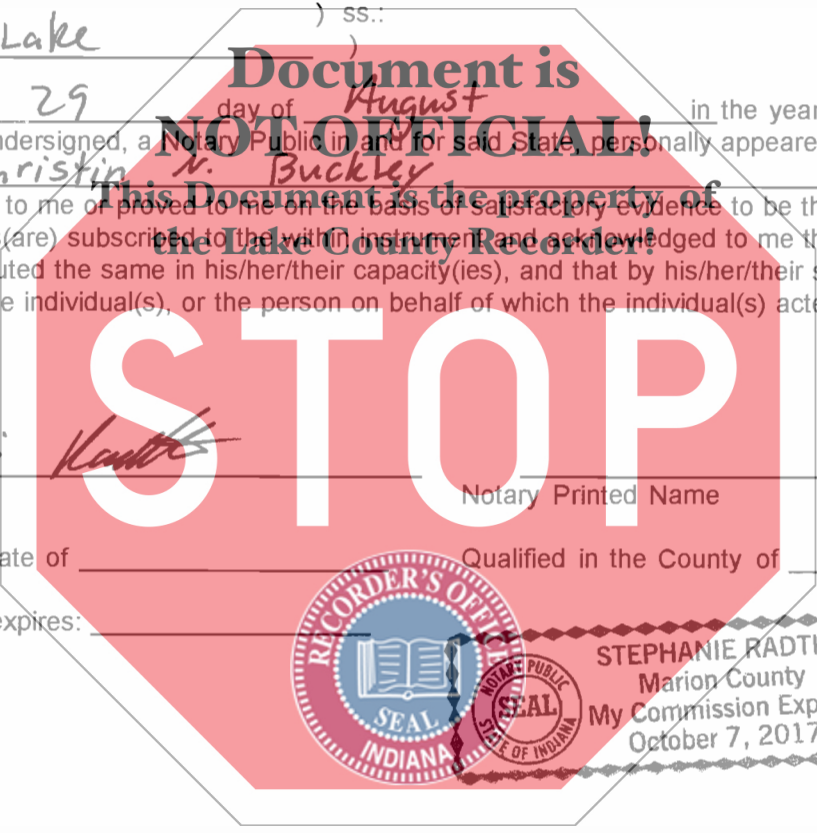 ) ss.:
Lake )
Document is
29 day of August in the year
NOT OFFICIAL!
ndersigned, a Notary Public in and for said State, personally appeare
hristin N. Buckley
This Document is the property of
to me or proved to me on the basis of satisfactory evidence to be th
the Lake County Recorder!
s(are) subscribed to the within instrument and acknowledged to me th
uted the same in his/her/their capacity(ies), and that by his/her/their s
e individual(s), or the person on behalf of which the individual(s) acte
STOP
Notary Printed Name
ate of Qualified in the County of
expires:
RECORDER'S OFFICE
SEAL
INDIANA
NOTARY PUBLIC
SEAL
STATE OF INDIANA
STEPHANIE RADT
Marion County
My Commission Exp
October 7, 2017